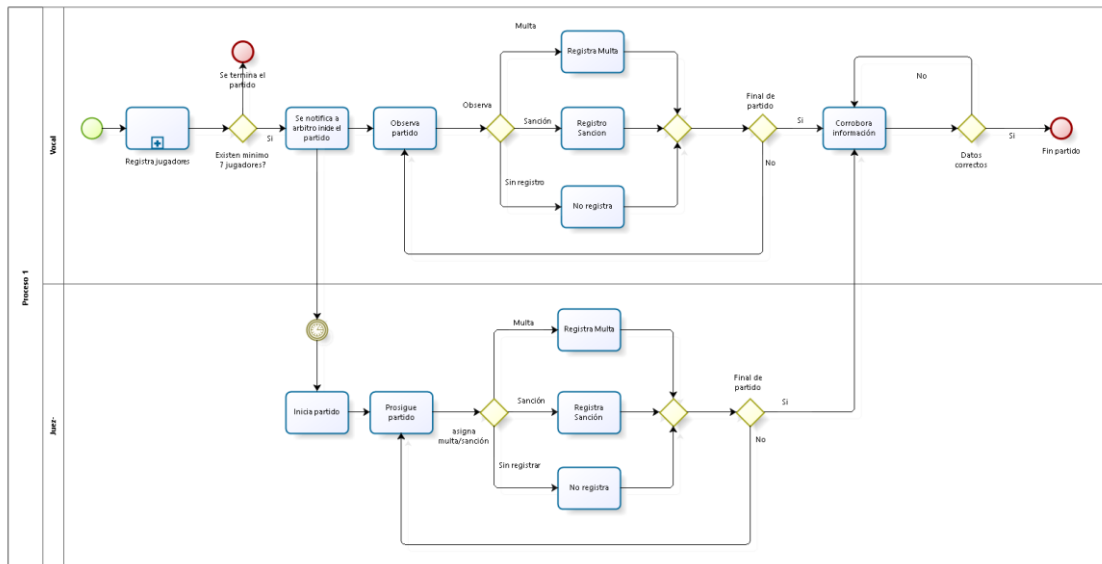 Proceso 1
Vocal
Registra jugadores
Se termina el
partido
Existen minimo
7 jugadores?
Si
Se notifica a
arbitro inide el
partido
Observa
partido
Observa
Multa
Sanción
Sin registro
Registra Multa
Registro
Sancion
No registra
Final de
partido
Si
No
Corrobora
información
No
Datos
correctos
Si
Fin partido
Juez
Inicia partido
Prosigue
partido
asigna
multa/sanción
Multa
Sanción
Sin registrar
Registra Multa
Registra
Sanción
No registra
Final de
partido
Si
No